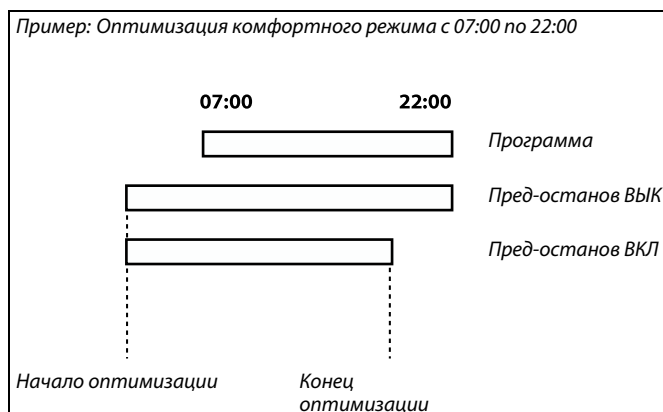 Пример: Оптимизация комфортного режима с 07:00 по 22:00
07:00 22:00
Программа
Пред-останов ВЫК
Пред-останов ВКЛ
Начало оптимизации Конец
оптимизации